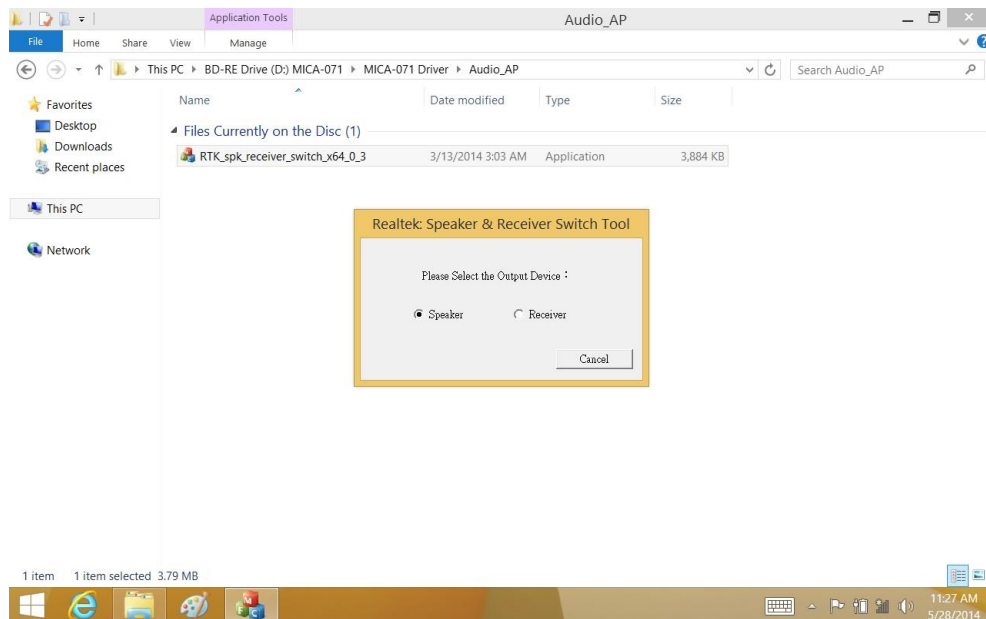 Application Tools
Audio_AP
File Home Share View Manage
This PC BD-RE Drive (D:) MICA-071 MICA-071 Driver Audio_AP
Search Audio_AP
Favorites
Desktop
Downloads
Recent places
This PC
Network
Name Date modified Type Size
Files Currently on the Disc (1)
RTK_spk_receiver_switch_x64_0_3 3/13/2014 3:03 AM Application 3,884 KB
Realtek: Speaker & Receiver Switch Tool
Please Select the Output Device：
Speaker Receiver
Cancel
1 item 1 item selected 3.79 MB
11:27 AM
5/28/2014